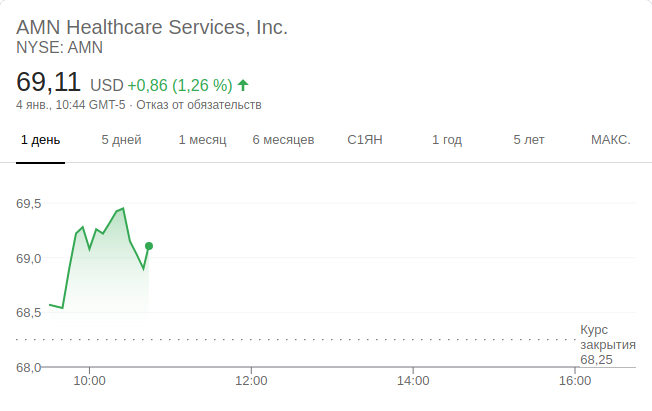 AMN Healthcare Services, Inc.
NYSE: AMN
69,11 USD +0,86 (1,26 %)
4 янв., 10:44 GMT-5 · Отказ от обязательств
1 день 5 дней 1 месяц 6 месяцев С1ЯН 1 год 5 лет МАКС.
69,5
69,0
68,5
Курс
закрытия
68,25
68,0
10:00 12:00 14:00 16:00